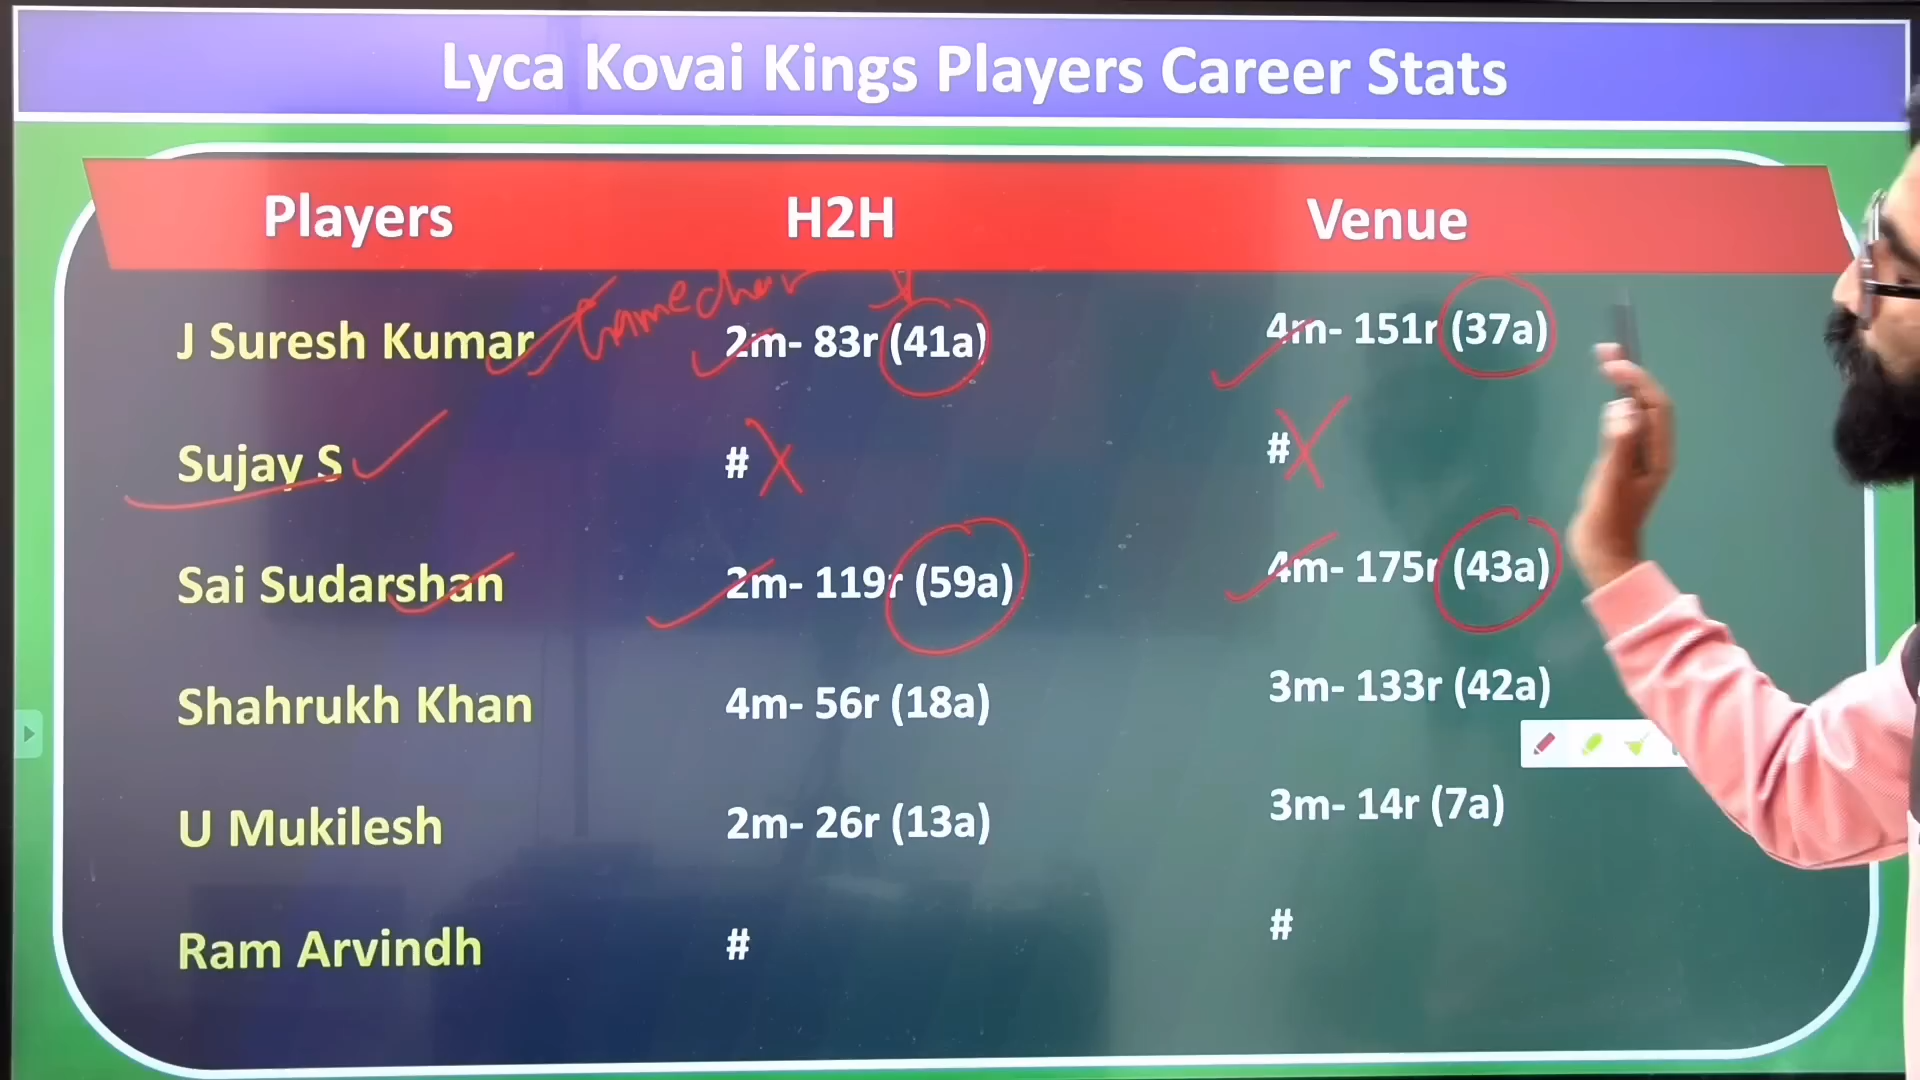 Lyca Kovai Kings Players Career Stats
Players H2H Venue
J Suresh Kumar 2m- 83r (41a) 4m- 151r (37a)
Sujay S # #
Sai Sudarshan 2m- 119r (59a) 4m- 175r (43a)
Shahrukh Khan 4m- 56r (18a) 3m- 133r (42a)
U Mukilesh 2m- 26r (13a) 3m- 14r (7a)
Ram Arvindh # #